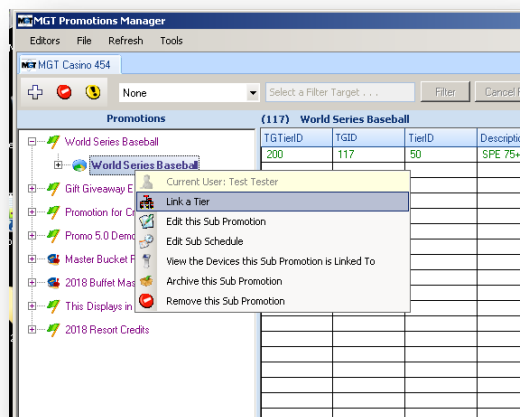 MGT Promotions Manager
Editors File Refresh Tools
MGT MGT Casino 454
None Select a Filter Target . . . Filter Cancel
Promotions (117) World Series Baseball
TGTierID TGID TierID Descriptio
200 117 50 SPE 75+
World Series Baseball
World Series Baseball
Current User: Test Tester
Gift Giveaway E
Link a Tier
Promotion for C
Edit this Sub Promotion
Promo 5.0 Demo
Edit Sub Schedule
Master Bucket P
View the Devices this Sub Promotion is Linked To
2018 Buffet Mas
Archive this Sub Promotion
This Displays in
Remove this Sub Promotion
2018 Resort Credits